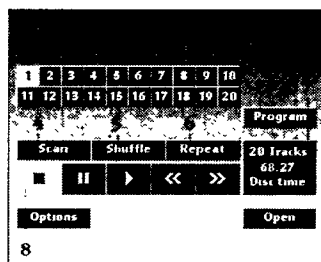 1 2 3 4 5 6 7 8 9 10
11 12 13 14 15 16 17 18 19 20
Program
Scan Shuffle Repeat
20 Tracks
68.27
Disc time
Options
Open
8